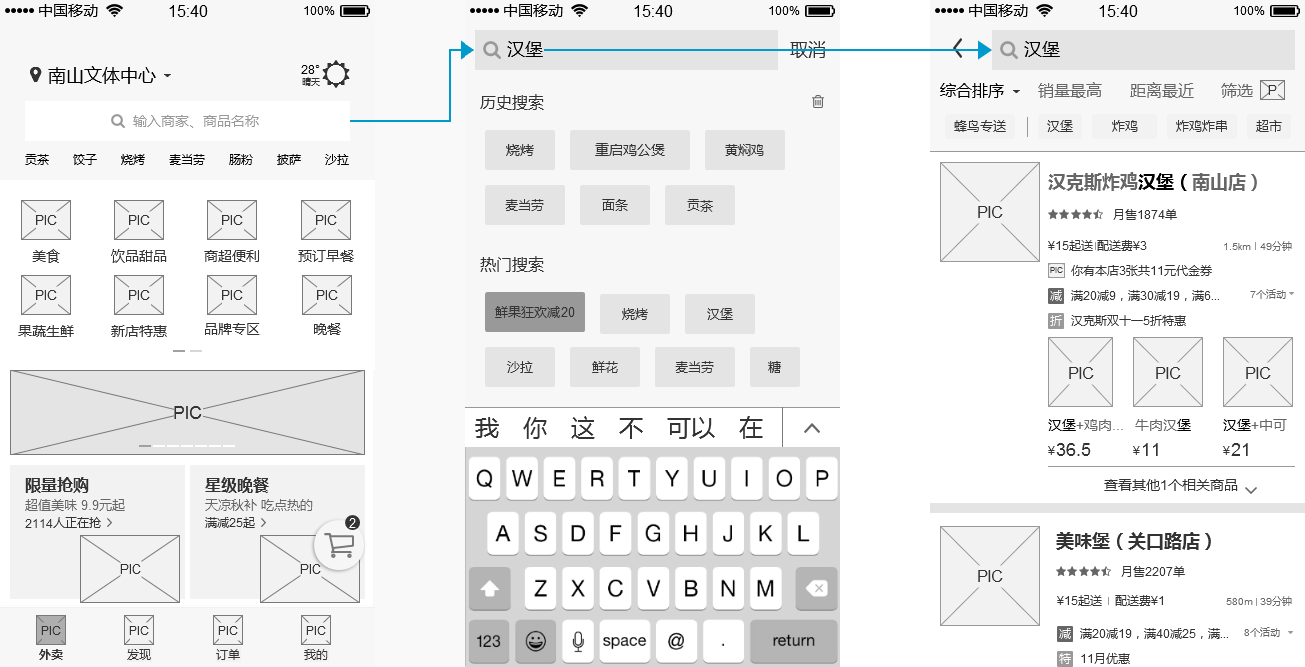 中国移动 15:40 100%
南山文体中心 28° 晴天
输入商家、商品名称
贡茶 饺子 烧烤 麦当劳 肠粉 披萨 沙拉
PIC PIC PIC PIC
美食 饮品甜品 商超便利 预订早餐
PIC PIC PIC PIC
果蔬生鲜 新店特惠 品牌专区 晚餐
PIC
限量抢购
超值美味 9.9元起
2114人正在抢
PIC
星级晚餐
天凉秋补 吃点热的
满减25起
2
PIC
PIC PIC PIC PIC
外卖 发现 订单 我的
中国移动 15:40 100%
汉堡 取消
历史搜索
烧烤 重启鸡公煲 黄焖鸡
麦当劳 面条 贡茶
热门搜索
鲜果狂欢减20 烧烤 汉堡
沙拉 鲜花 麦当劳 糖
我 你 这 不 可以 在
Q W E R T Y U I O P
A S D F G H J K L
Z X C V B N M
123 space @ . return
中国移动 15:40 100%
汉堡
综合排序 销量最高 距离最近 筛选 P
蜂鸟专送 汉堡 炸鸡 炸鸡炸串 超市
PIC
汉克斯炸鸡汉堡（南山店）
月售1874单
¥15起送|配送费¥3 1.5km | 49分钟
PIC 你有本店3张共11元代金券
减 满20减9，满30减19，满6... 7个活动
折 汉克斯双十一5折特惠
PIC PIC PIC
汉堡+鸡肉... 牛肉汉堡 汉堡+中可
¥36.5 ¥11 ¥21
查看其他1个相关商品
PIC
美味堡（关口路店）
月售2207单
¥15起送 | 配送费¥1 580m | 39分钟
减 满20减19，满40减25，满... 8个活动
特 11月优惠